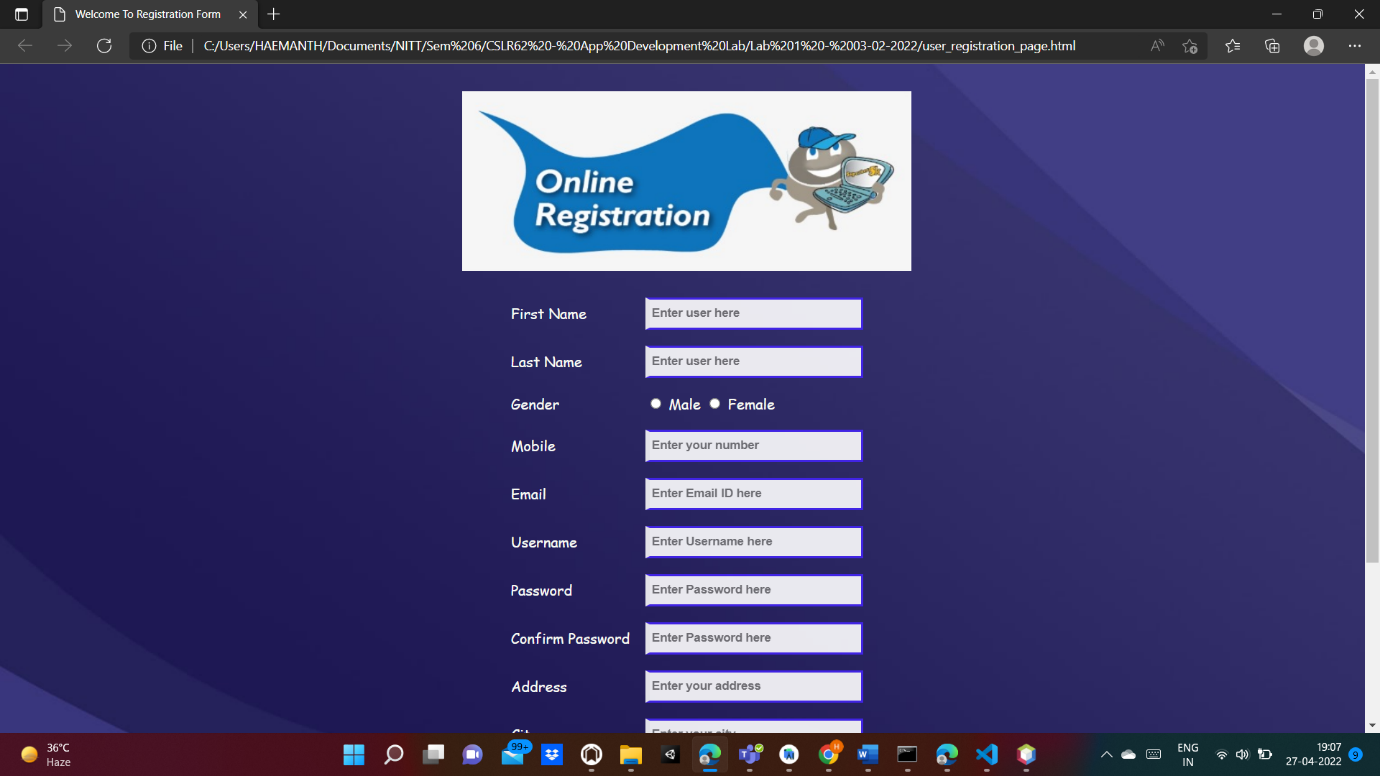 Welcome To Registration Form
File
C:/Users/HAEMANTH/Documents/NITT/Sem%206/CSLR62%20-%20App%20Development%20Lab/Lab%201%20-%2003-02-2022/user_registration_page.html
Online
Registration
First Name
Enter user here
Last Name
Enter user here
Gender
Male Female
Mobile
Enter your number
Email
Enter Email ID here
Username
Enter Username here
Password
Enter Password here
Confirm Password
Enter Password here
Address
Enter your address
City
Enter your city
36°C
Haze
99+
H
W
ENG
IN
19:07
27-04-2022
9